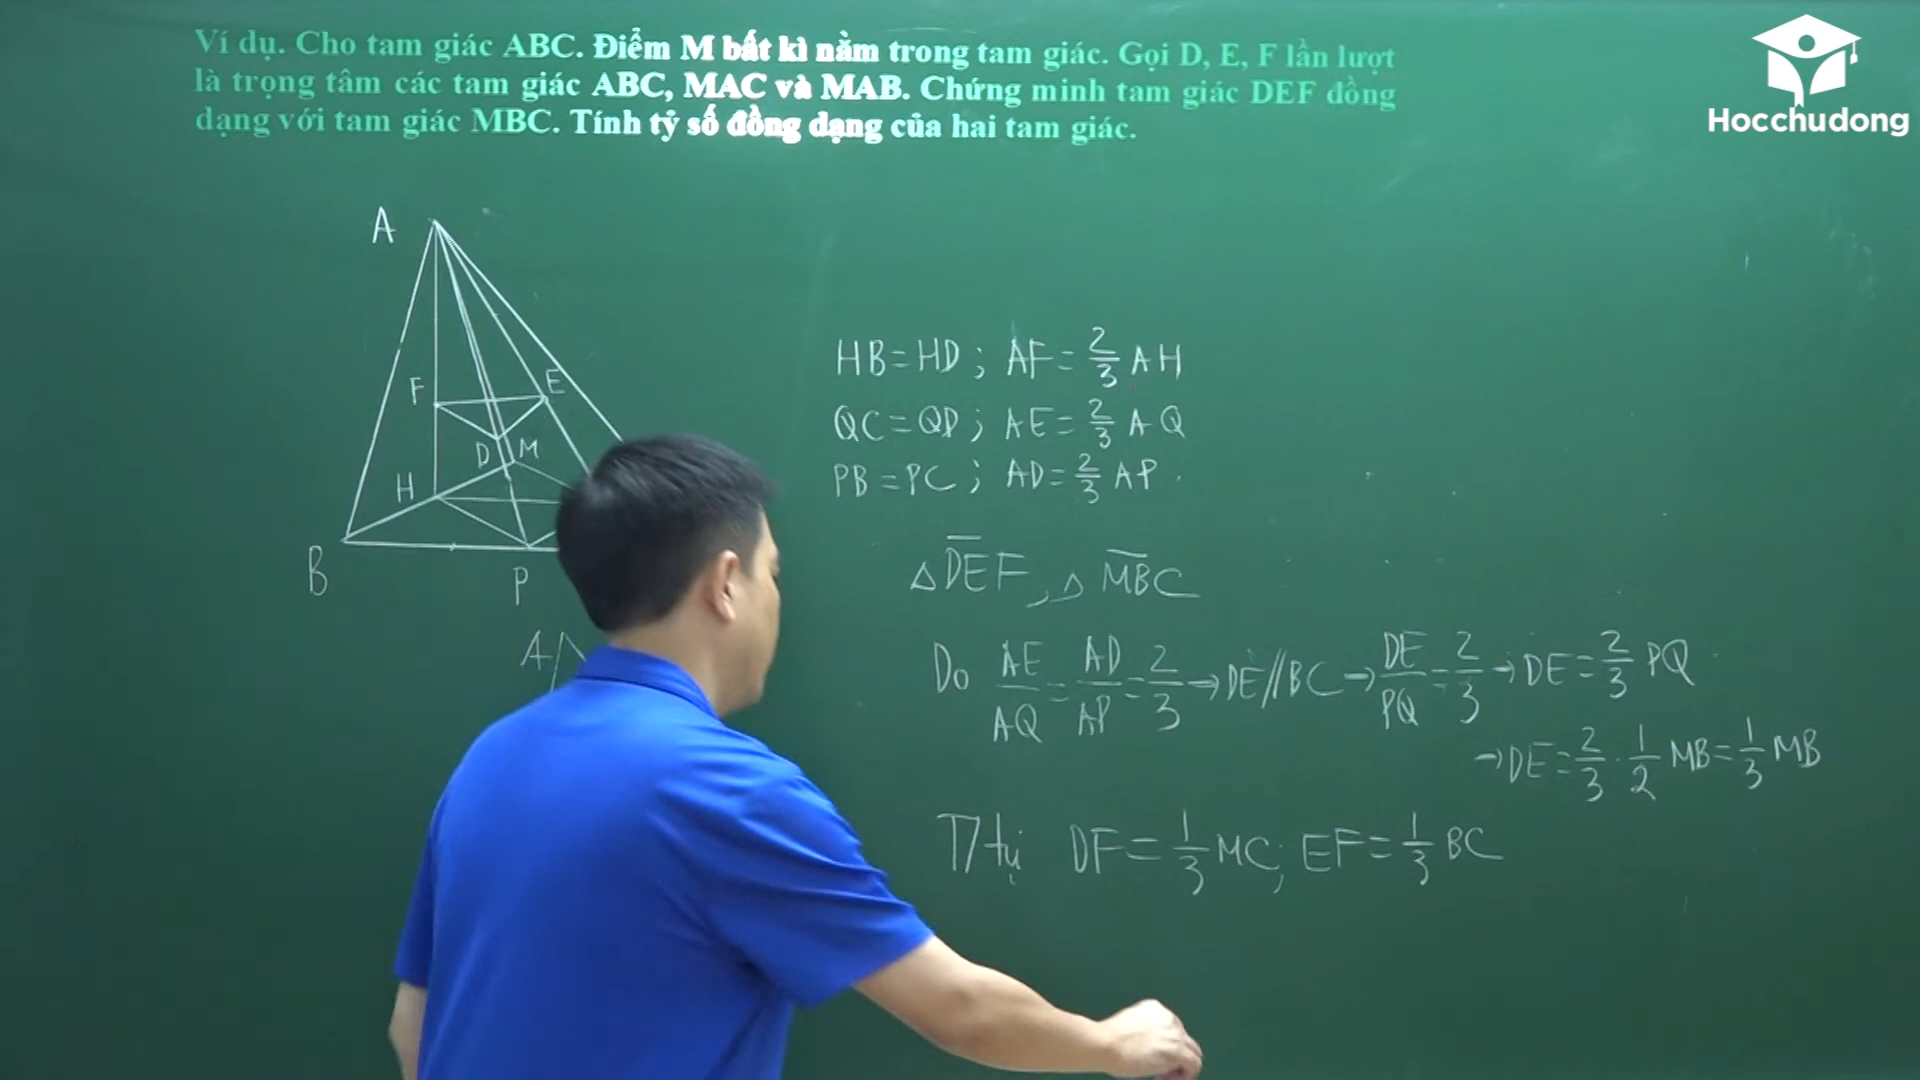 Ví dụ. Cho tam giác ABC. Điểm M bất kì nằm trong tam giác. Gọi D, E, F lần lượt
là trọng tâm các tam giác ABC, MAC và MAB. Chứng minh tam giác DEF đồng
dạng với tam giác MBC. Tính tỷ số đồng dạng của hai tam giác.
Hocchudong
A
F E
D M
H
B P
A
HB = HD ; AF = 2/3 AH
QC = QD ; AE = 2/3 AQ
PB = PC ; AD = 2/3 AP .
△DEF, △MBC
Do AE/AQ = AD/AP = 2/3 → DE // BC → DE/PQ = 2/3 → DE = 2/3 PQ
→ DE = 2/3 . 1/2 MB = 1/3 MB
T/tự DF = 1/3 MC; EF = 1/3 BC